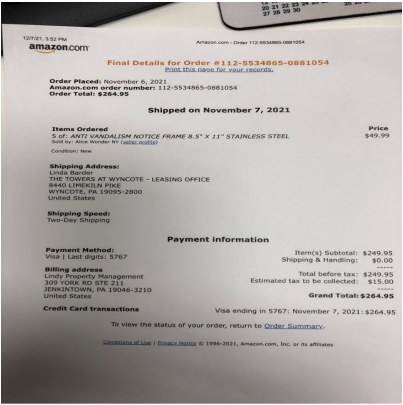 20 21 22 23 24
27 28 29 30
12/7/21, 3:52 PM
Amazon.com - Order 112-5534865-0881054
amazon.com
Final Details for Order #112-5534865-0881054
Print this page for your records.
Order Placed: November 6, 2021
Amazon.com order number: 112-5534865-0881054
Order Total: $264.95
Shipped on November 7, 2021
Items Ordered Price
5 of: ANTI VANDALISM NOTICE FRAME 8.5" X 11" STAINLESS STEEL $49.99
Sold by: Alice Wonder NY (seller profile)
Condition: New
Shipping Address:
Linda Barder
THE TOWERS AT WYNCOTE - LEASING OFFICE
8440 LIMEKILN PIKE
WYNCOTE, PA 19095-2800
United States
Shipping Speed:
Two-Day Shipping
Payment information
Payment Method:
Visa | Last digits: 5767
Item(s) Subtotal: $249.95
Shipping & Handling: $0.00
-----
Billing address
Lindy Property Management
309 YORK RD STE 211
JENKINTOWN, PA 19046-3210
United States
Total before tax: $249.95
Estimated tax to be collected: $15.00
-----
Grand Total: $264.95
Credit Card transactions Visa ending in 5767: November 7, 2021: $264.95
To view the status of your order, return to Order Summary.
Conditions of Use | Privacy Notice © 1996-2021, Amazon.com, Inc. or its affiliates